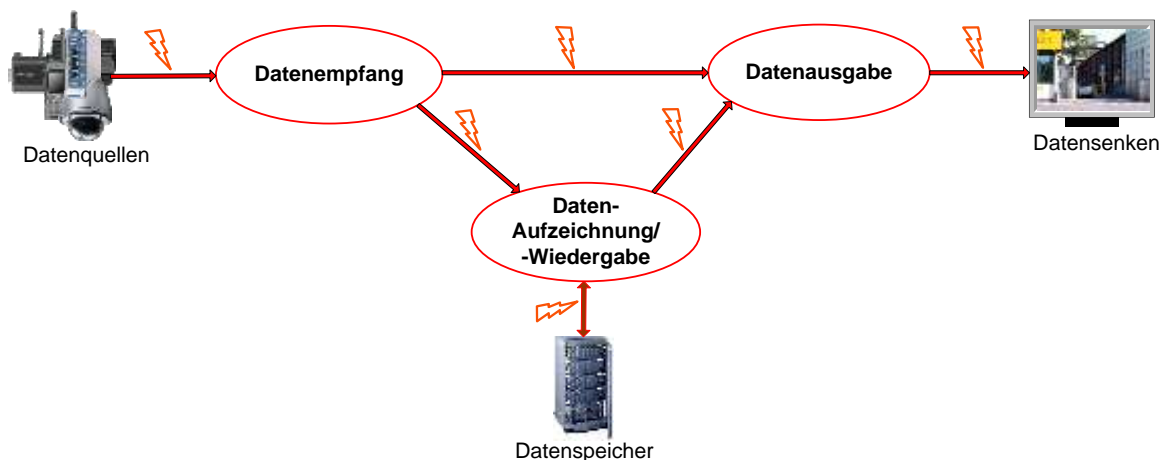 Datenempfang
Datenausgabe
Datenquellen
Datensenken
Daten-
Aufzeichnung/
-Wiedergabe
Datenspeicher